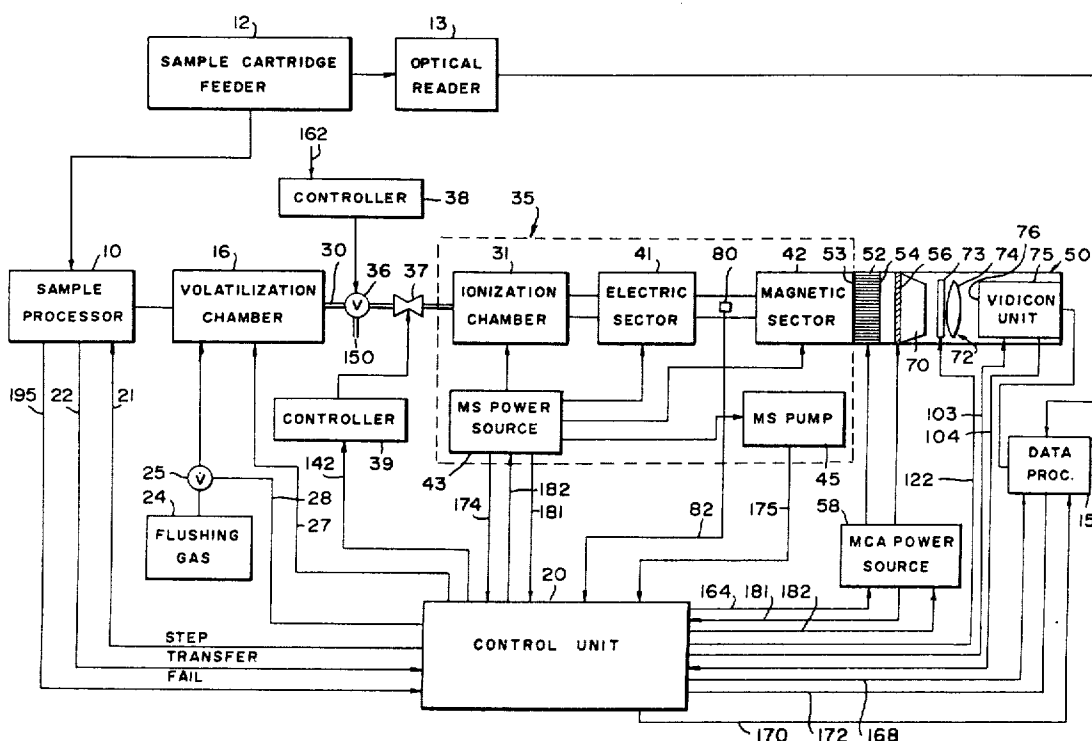 12
13
SAMPLE CARTRIDGE
FEEDER
OPTICAL
READER
162
CONTROLLER
38
35
76
10
16
30
36
37
31
41
80
42
53
52
54
56
73
74
75
50
SAMPLE
PROCESSOR
VOLATILIZATION
CHAMBER
V
IONIZATION
CHAMBER
ELECTRIC
SECTOR
MAGNETIC
SECTOR
VIDICON
UNIT
150
70
72
195
22
21
CONTROLLER
39
MS POWER
SOURCE
MS PUMP
103
104
25
V
142
43
182
181
45
DATA
PROC.
24
28
27
174
82
175
58
122
15
FLUSHING
GAS
MCA POWER
SOURCE
20
164
181
182
CONTROL UNIT
STEP
TRANSFER
FAIL
170
172
168